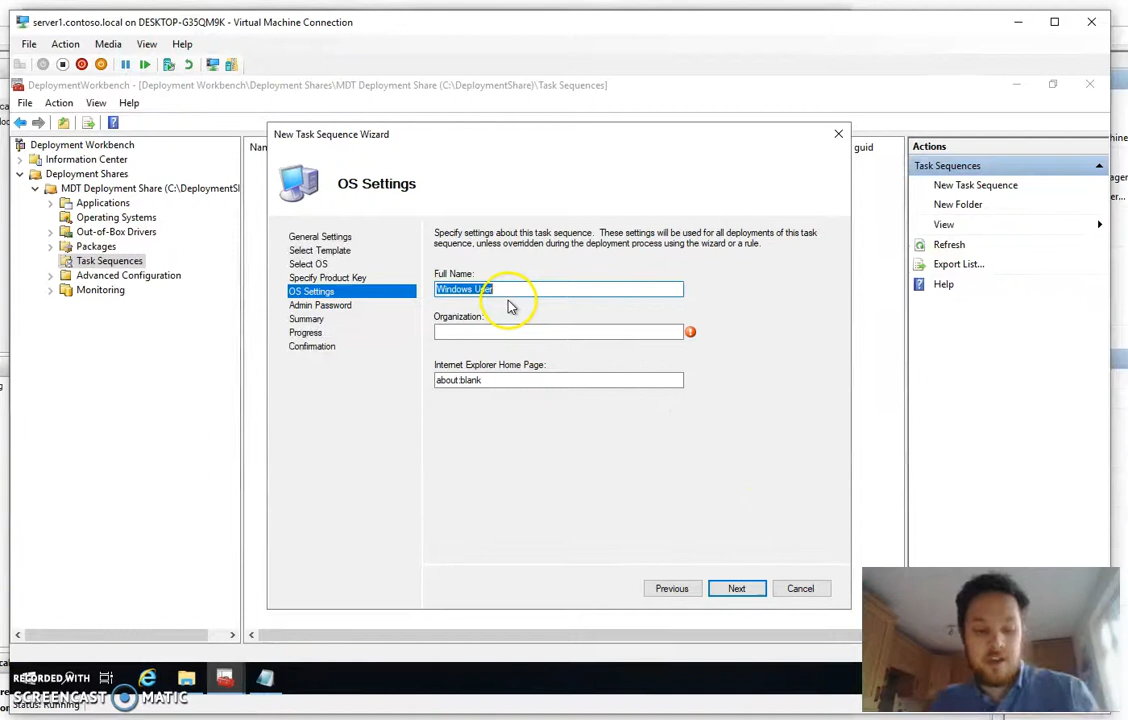 server1.contoso.local on DESKTOP-G35QM9K - Virtual Machine Connection
File Action Media View Help
DeploymentWorkbench - [Deployment Workbench\Deployment Shares\MDT Deployment Share (C:\DeploymentShare)\Task Sequences]
File Action View Help
Deployment Workbench
Information Center
Deployment Shares
MDT Deployment Share (C:\DeploymentSl
Applications
Operating Systems
Out-of-Box Drivers
Packages
Task Sequences
Advanced Configuration
Monitoring
Nan
guid
New Task Sequence Wizard
OS Settings
General Settings
Select Template
Select OS
Specify Product Key
OS Settings
Admin Password
Summary
Progress
Confirmation
Specify settings about this task sequence. These settings will be used for all deployments of this task
sequence, unless overridden during the deployment process using the wizard or a rule.
Full Name:
Windows User
Organization:
Internet Explorer Home Page:
about:blank
Previous Next Cancel
Actions
Task Sequences
New Task Sequence
New Folder
View
Refresh
Export List...
Help
RECORDED WITH
SCREENCAST MATIC
Status: Running